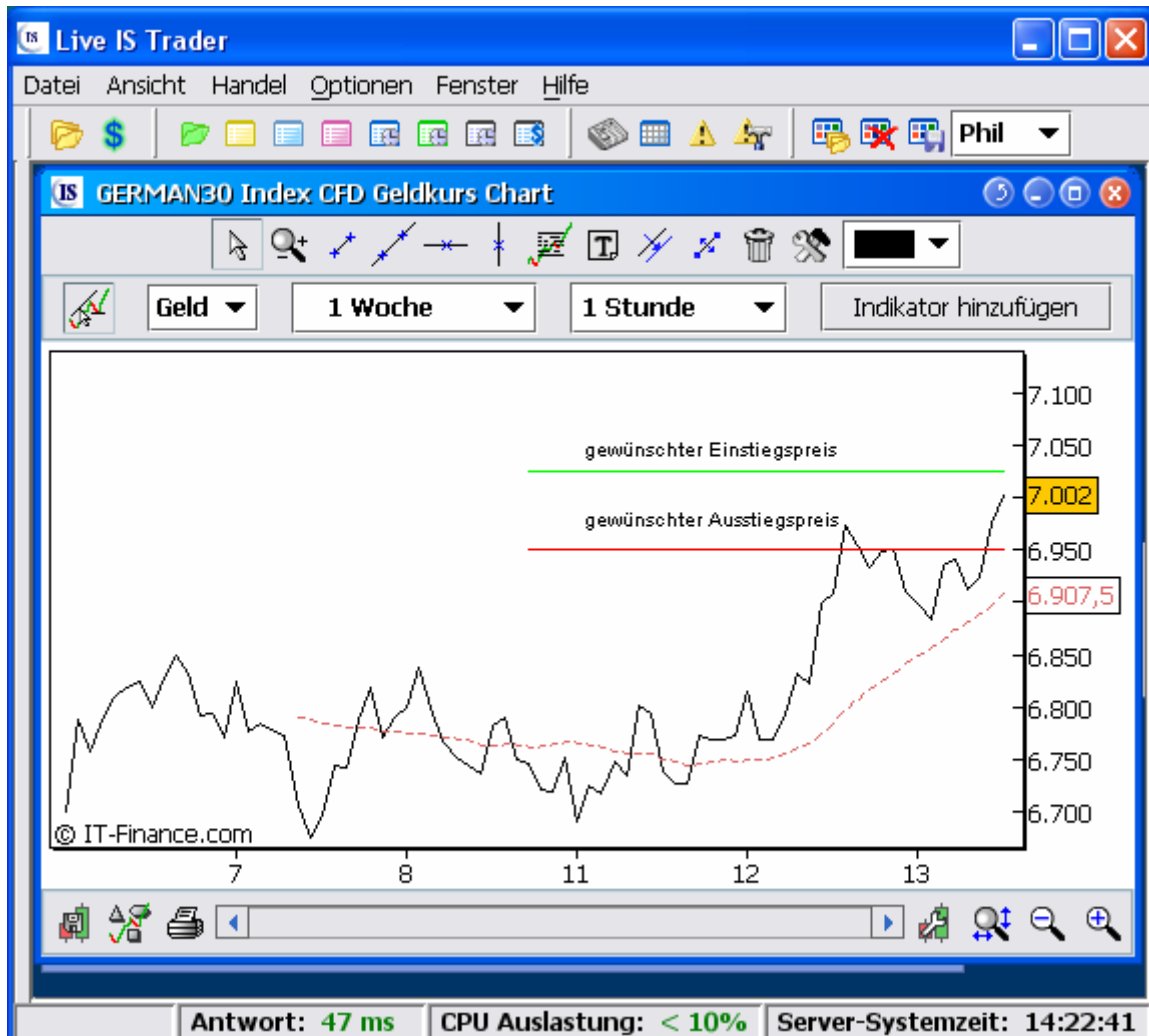 IS Live IS Trader
Datei Ansicht Handel Optionen Fenster Hilfe
Phil
IS GERMAN30 Index CFD Geldkurs Chart
Geld 1 Woche 1 Stunde Indikator hinzufügen
7.100
gewünschter Einstiegspreis 7.050
7.002
gewünschter Ausstiegspreis
6.950
6.907,5
6.850
6.800
6.750
6.700
© IT-Finance.com
7 8 11 12 13
Antwort: 47 ms CPU Auslastung: < 10% Server-Systemzeit: 14:22:41